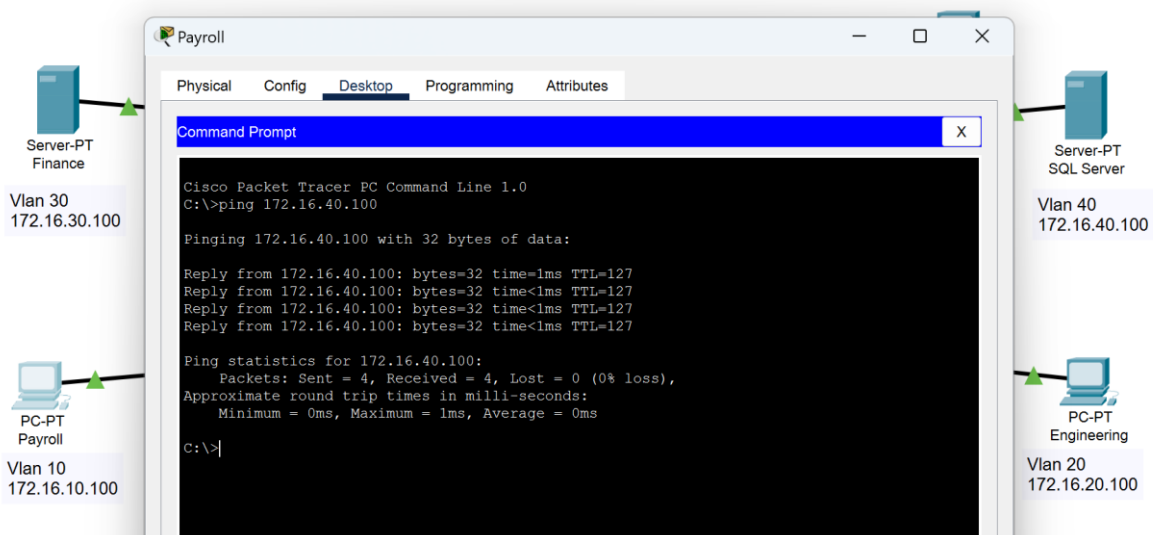 Payroll
Physical Config Desktop Programming Attributes
Command Prompt
X
Cisco Packet Tracer PC Command Line 1.0
C:\>ping 172.16.40.100
Pinging 172.16.40.100 with 32 bytes of data:
Reply from 172.16.40.100: bytes=32 time=1ms TTL=127
Reply from 172.16.40.100: bytes=32 time<1ms TTL=127
Reply from 172.16.40.100: bytes=32 time<1ms TTL=127
Reply from 172.16.40.100: bytes=32 time<1ms TTL=127
Ping statistics for 172.16.40.100:
Packets: Sent = 4, Received = 4, Lost = 0 (0% loss),
Approximate round trip times in milli-seconds:
Minimum = 0ms, Maximum = 1ms, Average = 0ms
C:\>
Server-PT
Finance
Vlan 30
172.16.30.100
Server-PT
SQL Server
Vlan 40
172.16.40.100
PC-PT
Payroll
Vlan 10
172.16.10.100
PC-PT
Engineering
Vlan 20
172.16.20.100